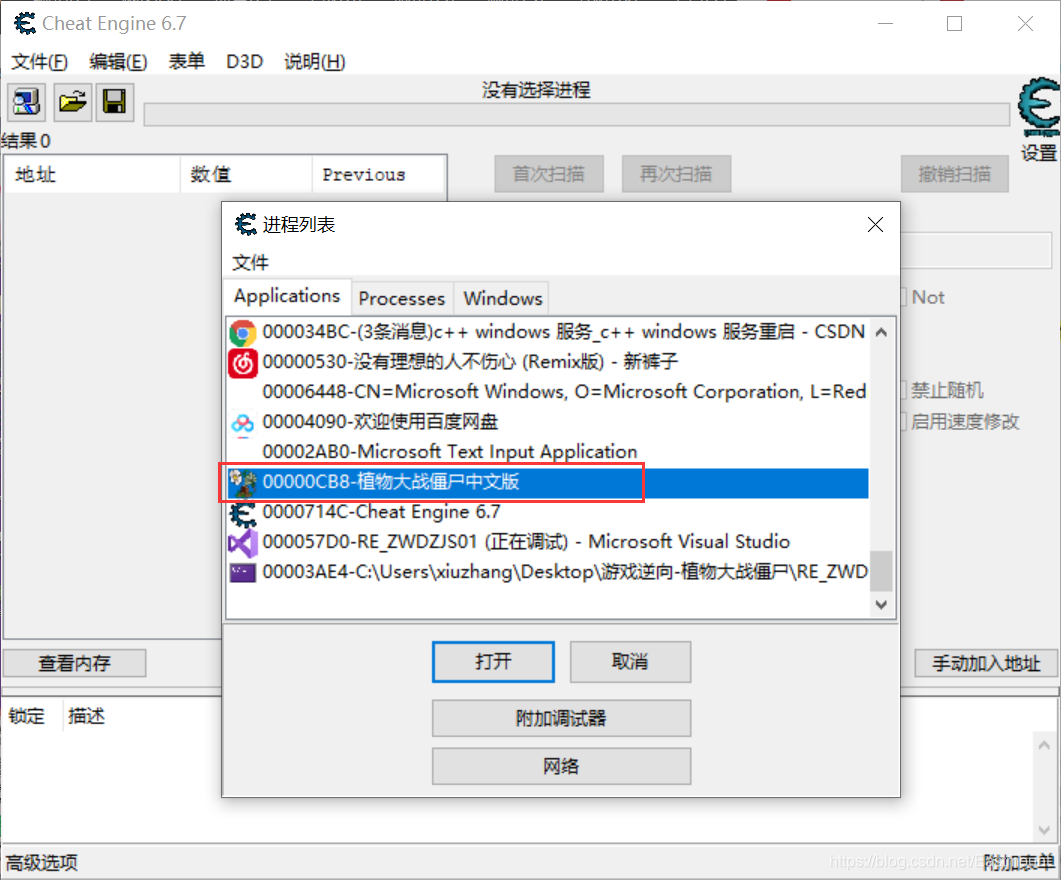 Cheat Engine 6.7
文件(F) 编辑(E) 表单 D3D 说明(H)
没有选择进程
结果 0
设置
地址 数值 Previous
首次扫描 再次扫描 撤销扫描
进程列表
文件
Applications Processes Windows
Not
000034BC-(3条消息)c++ windows 服务_c++ windows 服务重启 - CSDN
00000530-没有理想的人不伤心 (Remix版) - 新裤子
00006448-CN=Microsoft Windows, O=Microsoft Corporation, L=Red
禁止随机
00004090-欢迎使用百度网盘
启用速度修改
00002AB0-Microsoft Text Input Application
00000CB8-植物大战僵尸中文版
0000714C-Cheat Engine 6.7
000057D0-RE_ZWDZJS01 (正在调试) - Microsoft Visual Studio
00003AE4-C:\Users\xiuzhang\Desktop\游戏逆向-植物大战僵尸\RE_ZWD
打开 取消
查看内存 手动加入地址
附加调试器
网络
锁定 描述
高级选项 附加表单